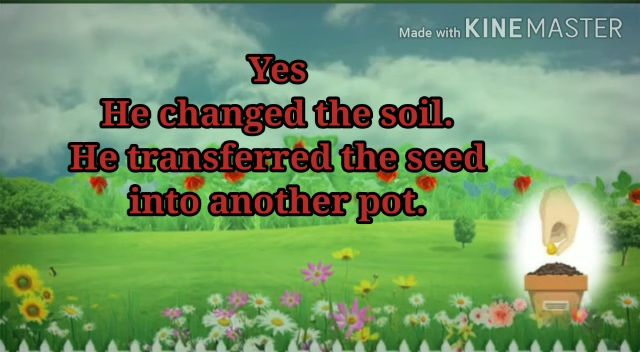 Made with KINEMASTER
Yes
He changed the soil.
He transferred the seed
into another pot.